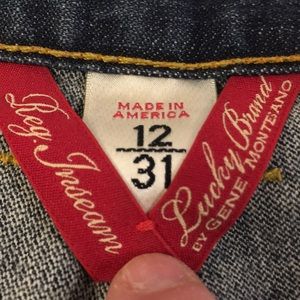 Reg. Inseam
MADE IN
AMERICA
12
31
Lucky Brand
BY GENE MONTESANO